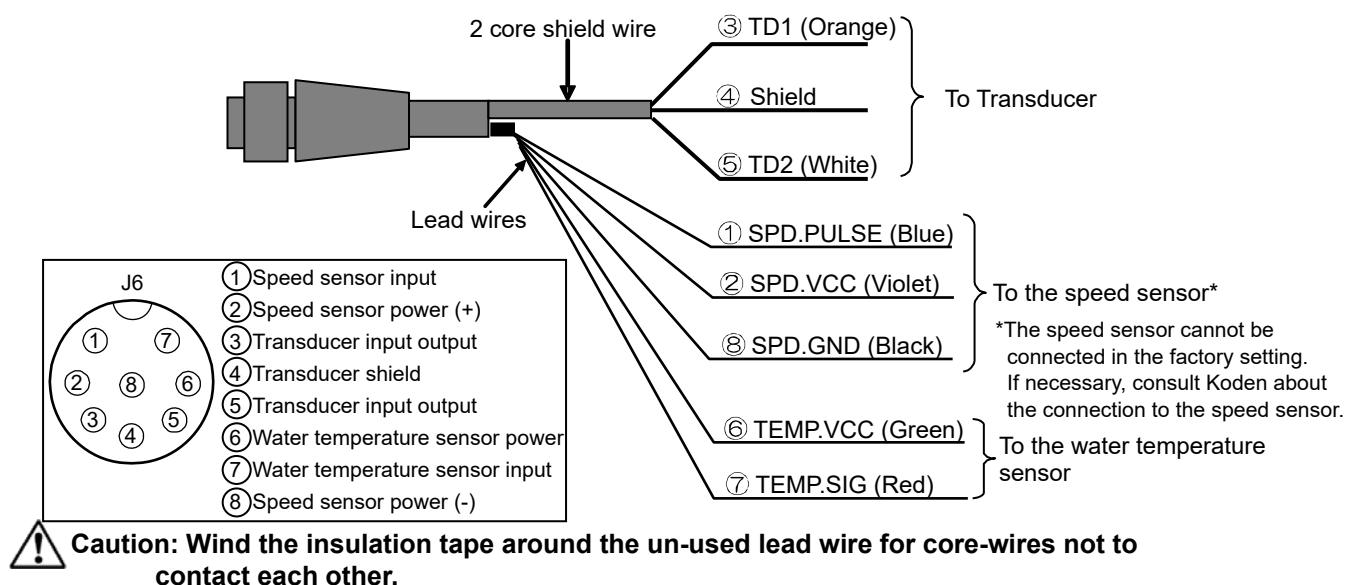 2 core shield wire
③ TD1 (Orange)
④ Shield
To Transducer
⑤ TD2 (White)
Lead wires
① SPD.PULSE (Blue)
② SPD.VCC (Violet)
To the speed sensor*
⑧ SPD.GND (Black)
*The speed sensor cannot be
connected in the factory setting.
If necessary, consult Koden about
the connection to the speed sensor.
⑥ TEMP.VCC (Green)
To the water temperature
sensor
⑦ TEMP.SIG (Red)
J6
① ⑦
② ⑧ ⑥
③ ⑤
④
①Speed sensor input
②Speed sensor power (+)
③Transducer input output
④Transducer shield
⑤Transducer input output
⑥Water temperature sensor power
⑦Water temperature sensor input
⑧Speed sensor power (-)
Caution: Wind the insulation tape around the un-used lead wire for core-wires not to
contact each other.